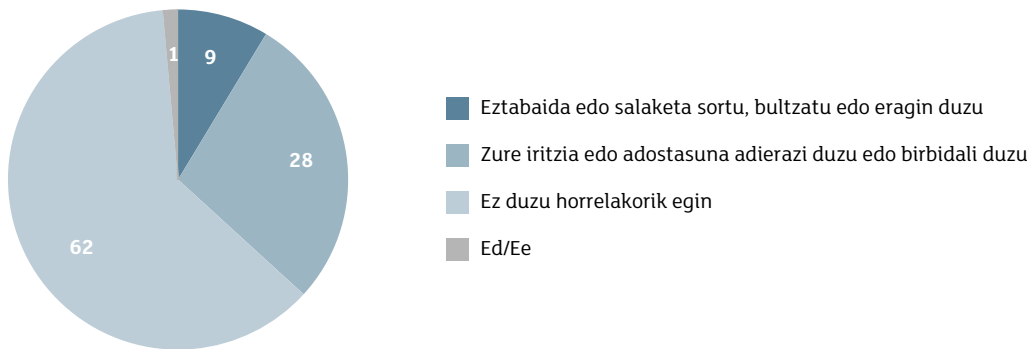 1
9
28
62
Eztabaida edo salaketa sortu, bultzatu edo eragin duzu
Zure iritzia edo adostasuna adierazi duzu edo birbidali duzu
Ez duzu horrelakorik egin
Ed/Ee